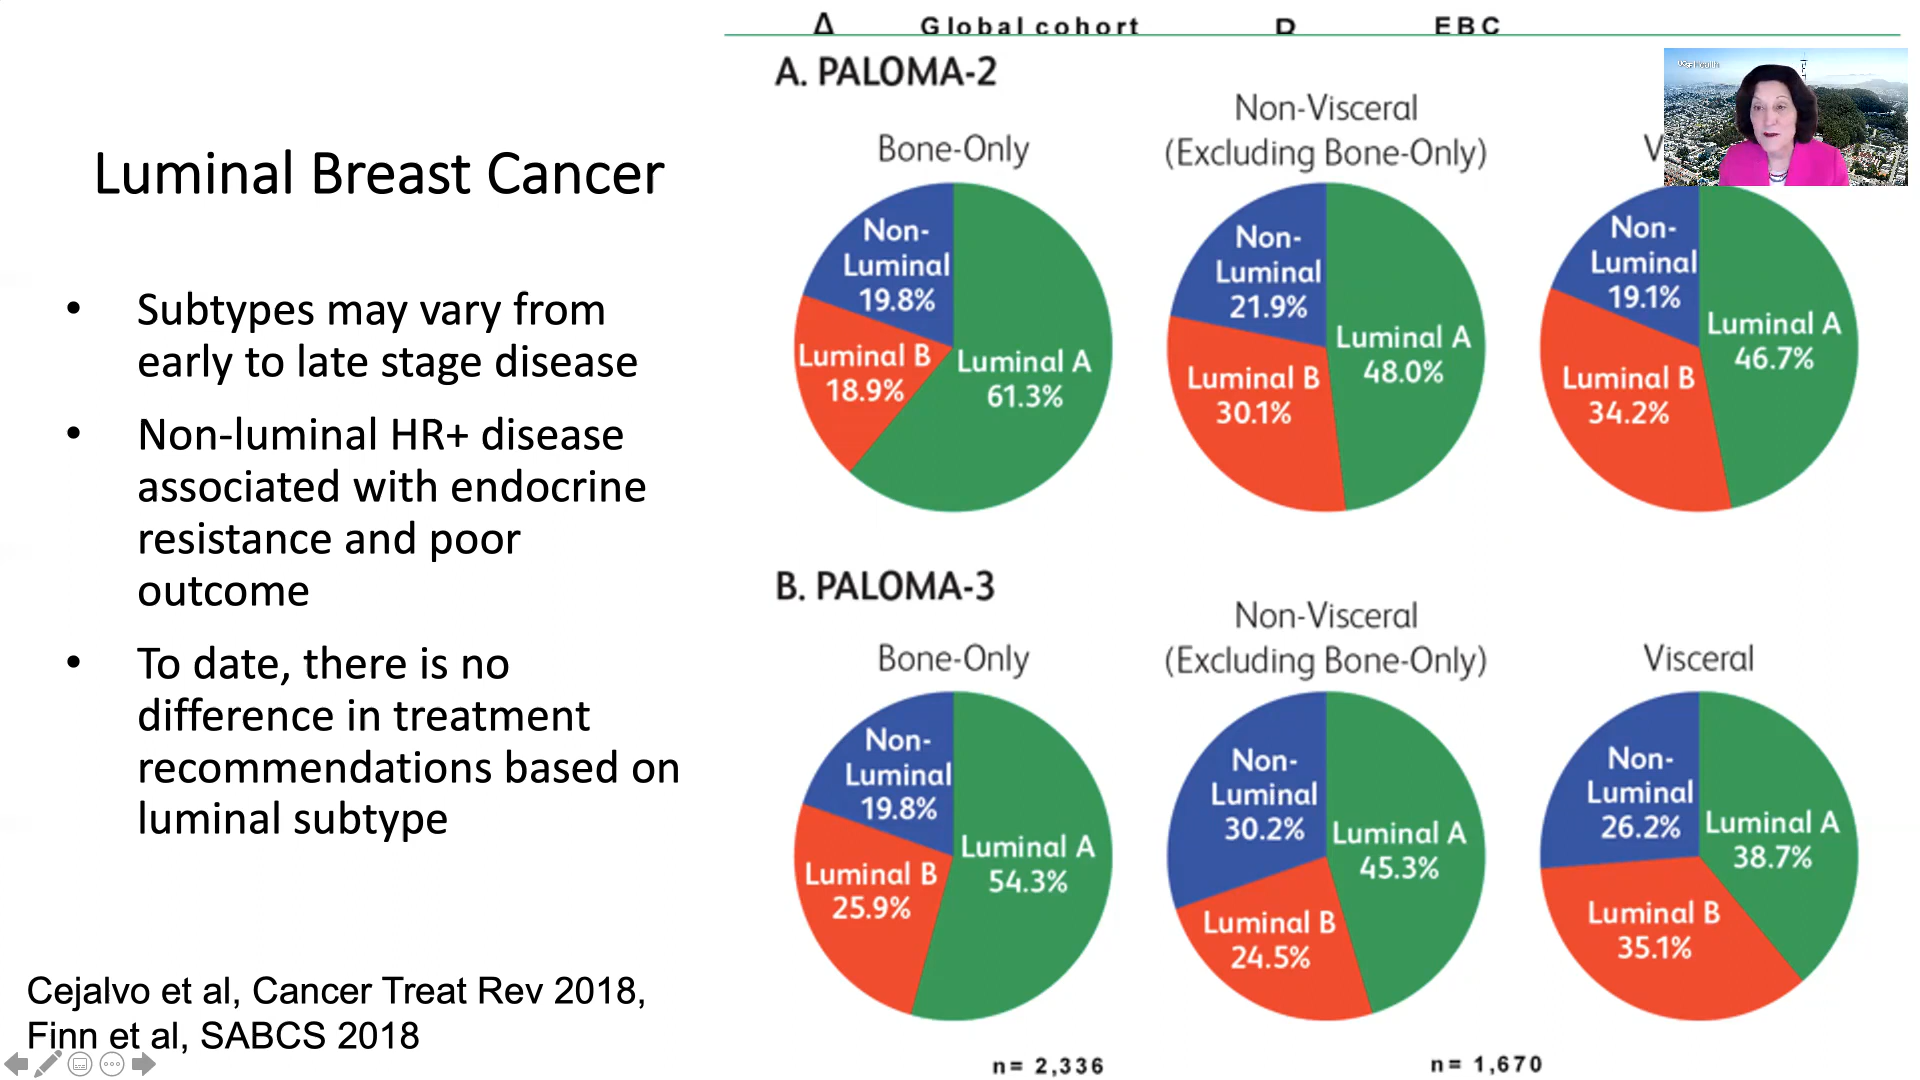 Global cohort
EBC
Luminal Breast Cancer
• Subtypes may vary from
early to late stage disease
• Non-luminal HR+ disease
associated with endocrine
resistance and poor
outcome
• To date, there is no
difference in treatment
recommendations based on
luminal subtype
Cejalvo et al, Cancer Treat Rev 2018,
Finn et al, SABCS 2018
A. PALOMA-2
Bone-Only
Non-Luminal
19.8%
Luminal B
18.9%
Luminal A
61.3%
Non-Visceral
(Excluding Bone-Only)
Non-
Luminal
21.9%
Luminal B
30.1%
Luminal A
48.0%
V
Non-
Luminal
19.1%
Luminal B
34.2%
Luminal A
46.7%
B. PALOMA-3
Bone-Only
Non-
Luminal
19.8%
Luminal B
25.9%
Luminal A
54.3%
Non-Visceral
(Excluding Bone-Only)
Non-
Luminal
30.2%
Luminal B
24.5%
Luminal A
45.3%
Visceral
Non-
Luminal
26.2%
Luminal B
35.1%
Luminal A
38.7%
n= 2,336
n= 1,670